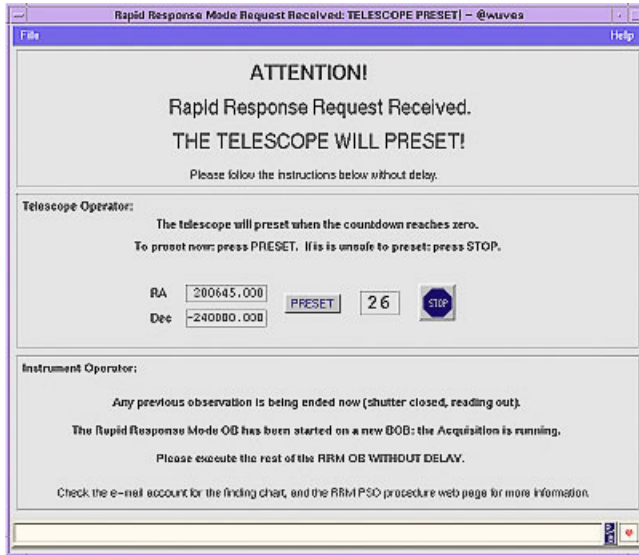 Rapid Response Mode Request Received: TELESCOPE PRESET| - @wuves
File Help
ATTENTION!
Rapid Response Request Received.
THE TELESCOPE WILL PRESET!
Please follow the instructions below without delay.
Telescope Operator:
The telescope will preset when the countdown reaches zero.
To preset now: press PRESET. If is is unsafe to preset: press STOP.
RA 200645.000 PRESET 26 STOP
Dec -240000.000
Instrument Operator:
Any previous observation is being ended now (shutter closed, reading out).
The Rapid Response Mode OB has been started on a new BOB; the Acquisition is running.
Please execute the rest of the RRM OB WITHOUT DELAY.
Check the e-mail account for the finding chart, and the RRM PSO procedure web page for more information.